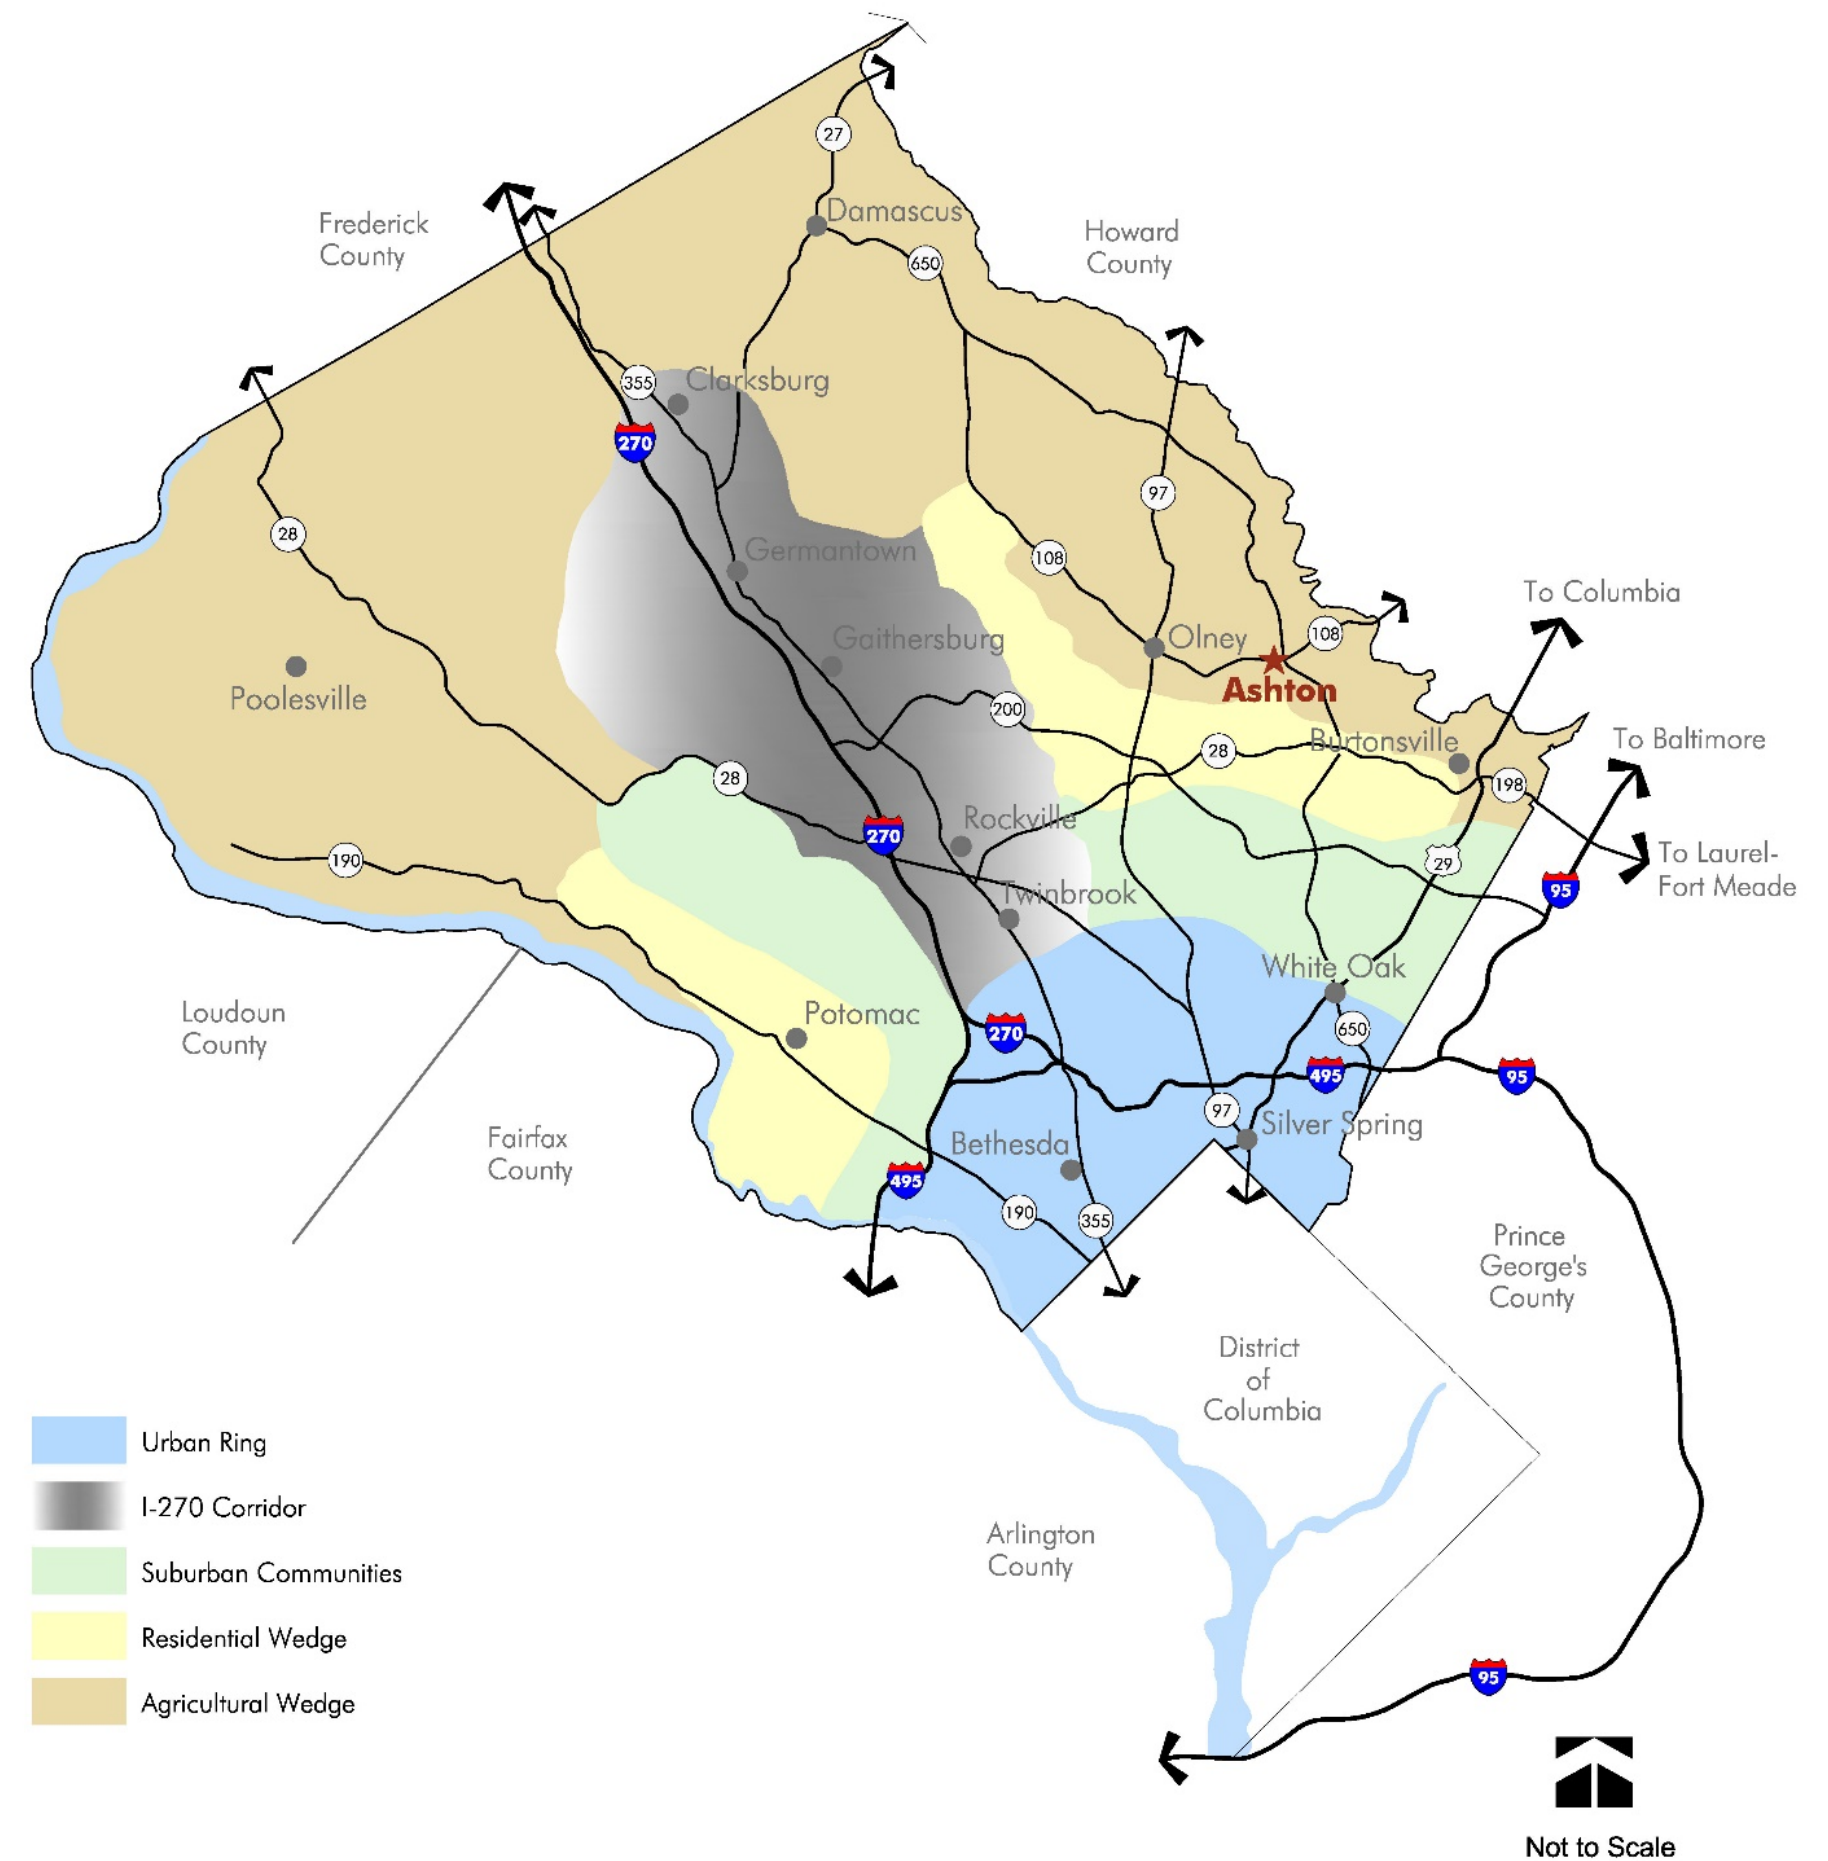 27
Damascus
Frederick
County
Howard
County
650
355
Clarksburg
270
97
28
Germantown
108
To Columbia
Gaithersburg
Olney
108
Poolesville
Ashton
200
28
Burtonsville
To Baltimore
28
198
Rockville
270
190
29
To Laurel-
Fort Meade
95
Twinbrook
White Oak
Loudoun
County
Potomac
270
650
495
95
97
Silver Spring
Fairfax
County
Bethesda
495
190
355
Prince
George's
County
District
of
Columbia
Urban Ring
I-270 Corridor
Arlington
County
Suburban Communities
Residential Wedge
Agricultural Wedge
95
Not to Scale